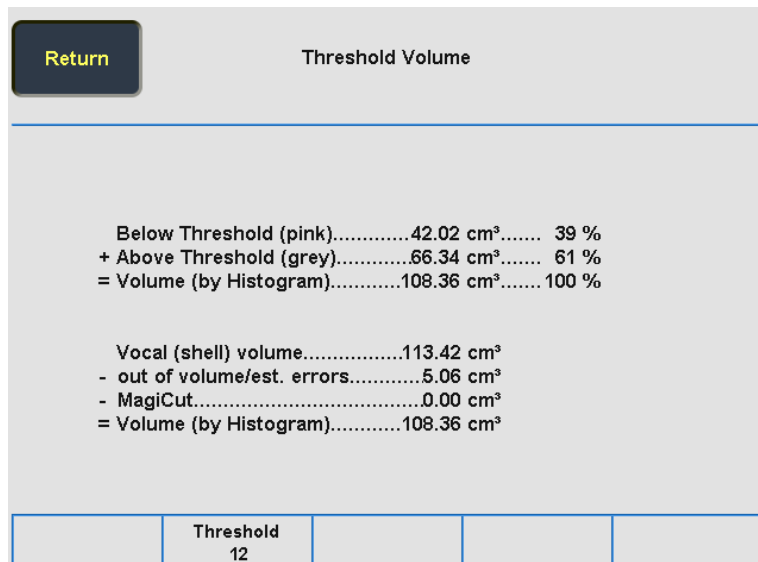 Return
Threshold Volume
Below Threshold (pink).............42.02 cm³....... 39 %
+ Above Threshold (grey).............66.34 cm³....... 61 %
= Volume (by Histogram)............108.36 cm³.......100 %
Vocal (shell) volume.................113.42 cm³
- out of volume/est. errors.............5.06 cm³
- MagiCut.......................................0.00 cm³
= Volume (by Histogram)............108.36 cm³
Threshold
12